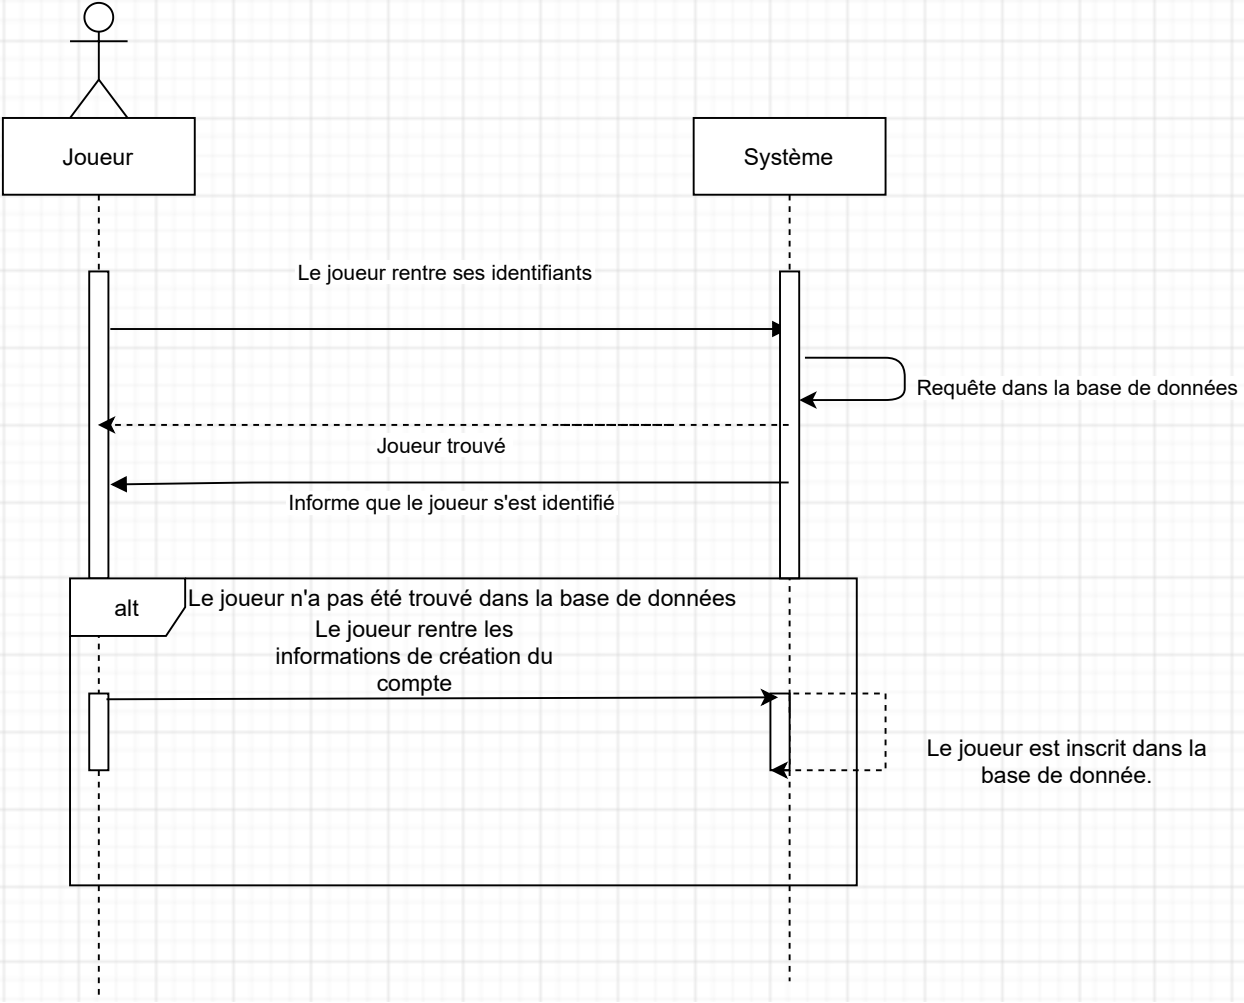 Joueur
Système
Le joueur rentre ses identifiants
Requête dans la base de données
Joueur trouvé
Informe que le joueur s'est identifié
alt
Le joueur n'a pas été trouvé dans la base de données
Le joueur rentre les
informations de création du
compte
Le joueur est inscrit dans la
base de donnée.